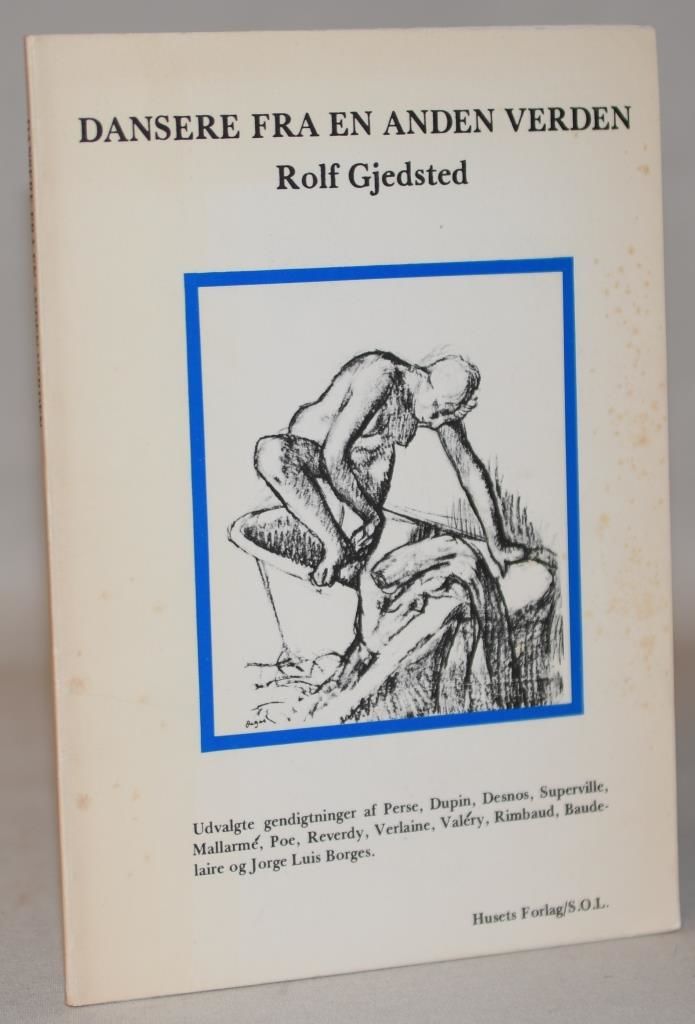 DANSERE FRA EN ANDEN VERDEN
Rolf Gjedsted
Degas
Udvalgte gendigtninger af Perse, Dupin, Desnos, Superville,
Mallarmé, Poe, Reverdy, Verlaine, Valéry, Rimbaud, Baude-
laire og Jorge Luis Borges.
Husets Forlag/S.O.L.